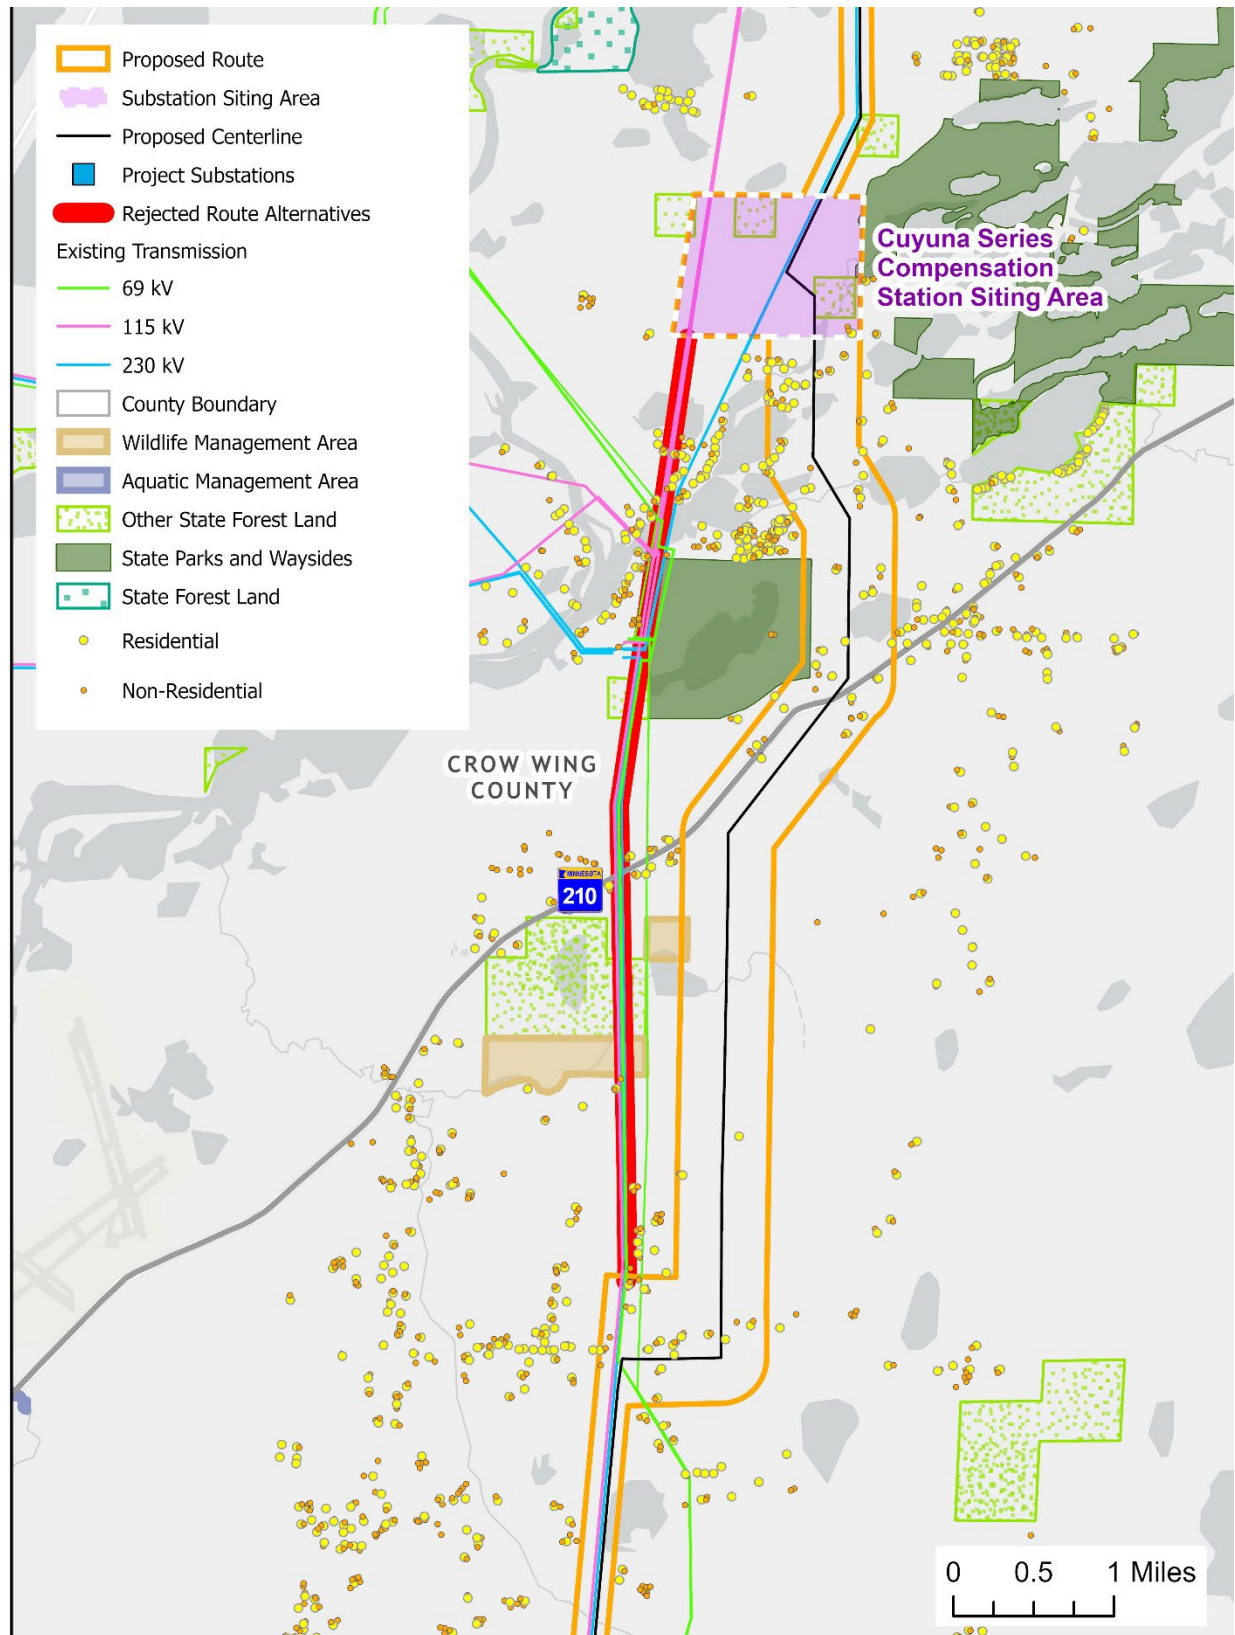 Proposed Route
Substation Siting Area
Proposed Centerline
Project Substations
Rejected Route Alternatives
Existing Transmission
69 kV
115 kV
230 kV
County Boundary
Wildlife Management Area
Aquatic Management Area
Other State Forest Land
State Parks and Waysides
State Forest Land
Residential
Non-Residential
Cuyuna Series
Compensation
Station Siting Area
CROW WING
COUNTY
MINNESOTA
210
0 0.5 1 Miles